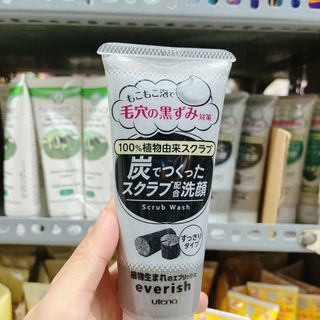 もこもこ泡で
毛穴の黒ずみ対策
100%植物由来スクラブ
炭でつくった
スクラブ配合洗顔
Scrub Wash
すっきり
タイプ
植物生まれのエブリッシュ
everish
utena